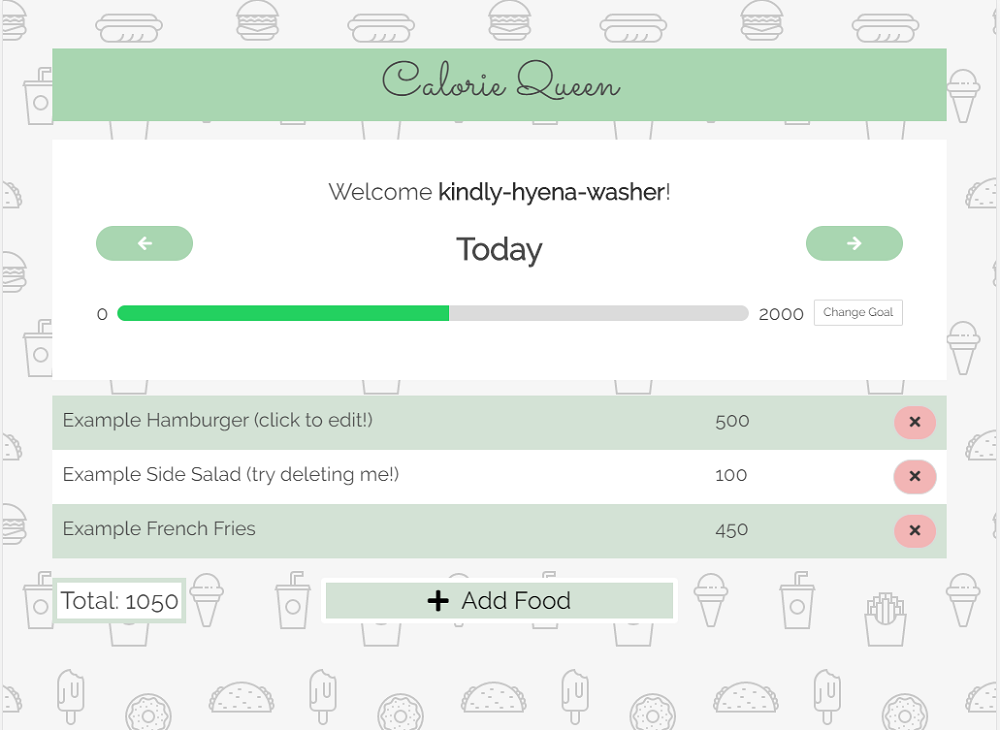 Calorie Queen
Welcome kindly-hyena-washer!
Today
0 2000 Change Goal
Example Hamburger (click to edit!) 500
Example Side Salad (try deleting me!) 100
Example French Fries 450
Total: 1050 Add Food